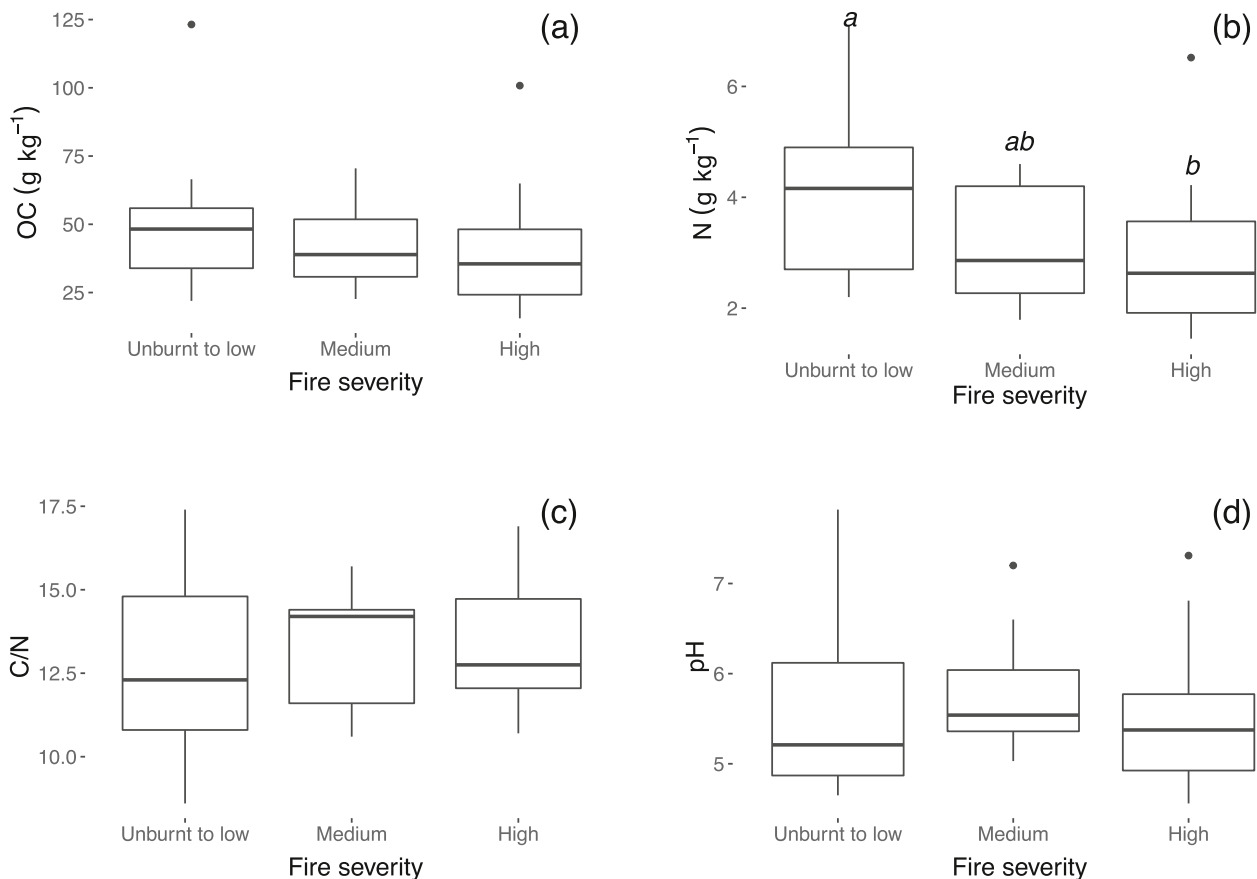 (a)
125
100
75
50
25
OC (g kg⁻¹)
Unburnt to low
Medium
High
Fire severity
(b)
a
ab
b
6
4
2
N (g kg⁻¹)
Unburnt to low
Medium
High
Fire severity
(c)
17.5
15.0
12.5
10.0
C/N
Unburnt to low
Medium
High
Fire severity
(d)
7
6
5
pH
Unburnt to low
Medium
High
Fire severity